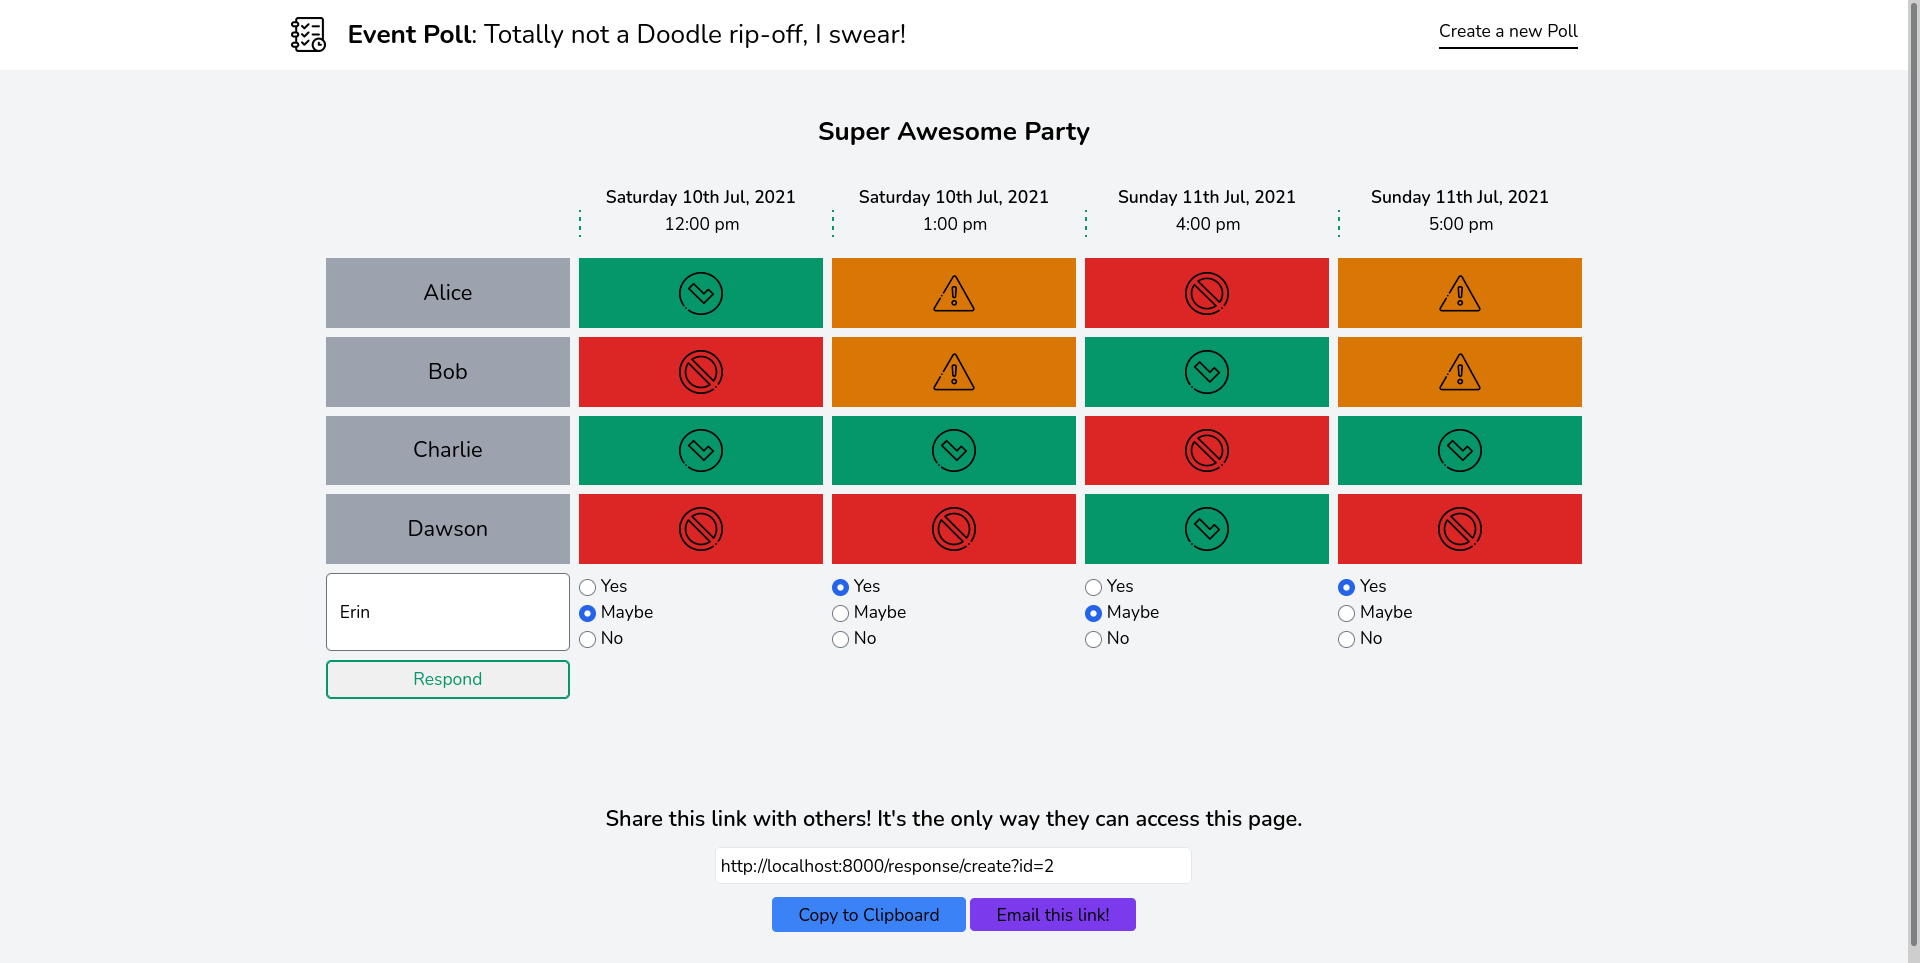 Event Poll: Totally not a Doodle rip-off, I swear!
Create a new Poll
Super Awesome Party
Saturday 10th Jul, 2021 Saturday 10th Jul, 2021 Sunday 11th Jul, 2021 Sunday 11th Jul, 2021
12:00 pm 1:00 pm 4:00 pm 5:00 pm
Alice
Bob
Charlie
Dawson
Yes Yes Yes Yes
Erin Maybe Maybe Maybe Maybe
No No No No
Respond
Share this link with others! It's the only way they can access this page.
http://localhost:8000/response/create?id=2
Copy to Clipboard Email this link!